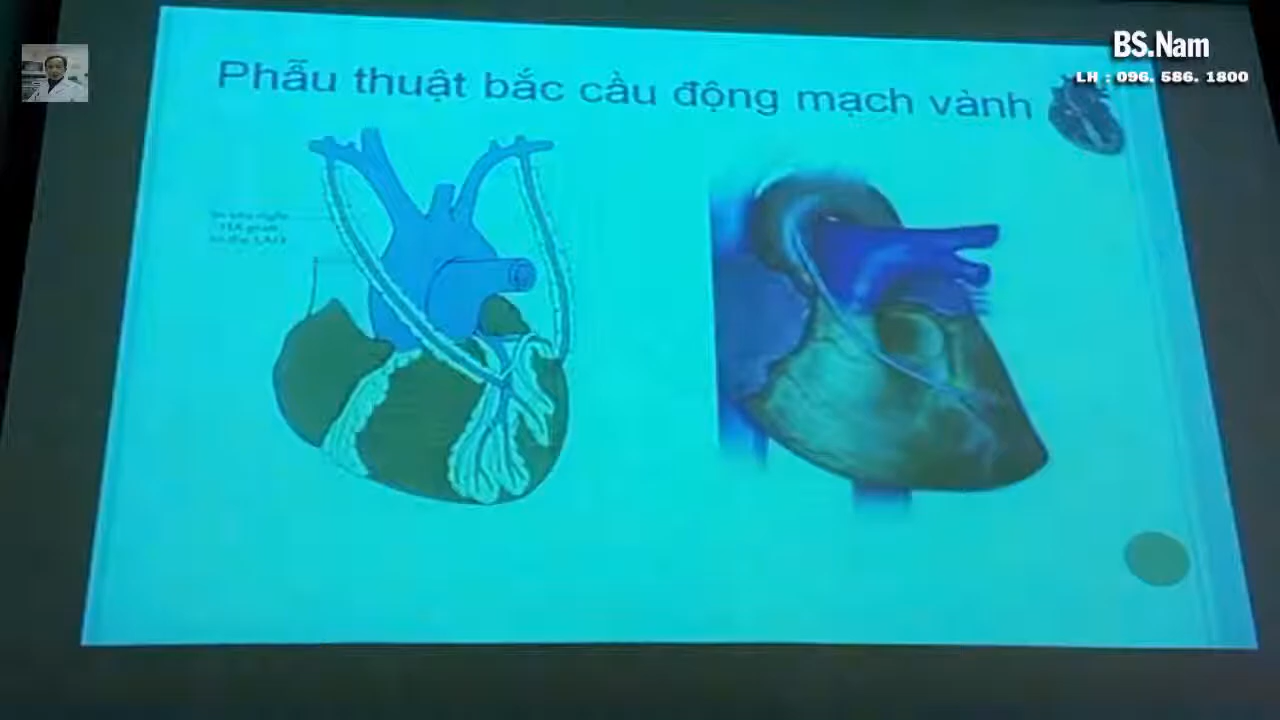 BS.Nam
LH : 096. 586. 1800
Phẫu thuật bắc cầu động mạch vành